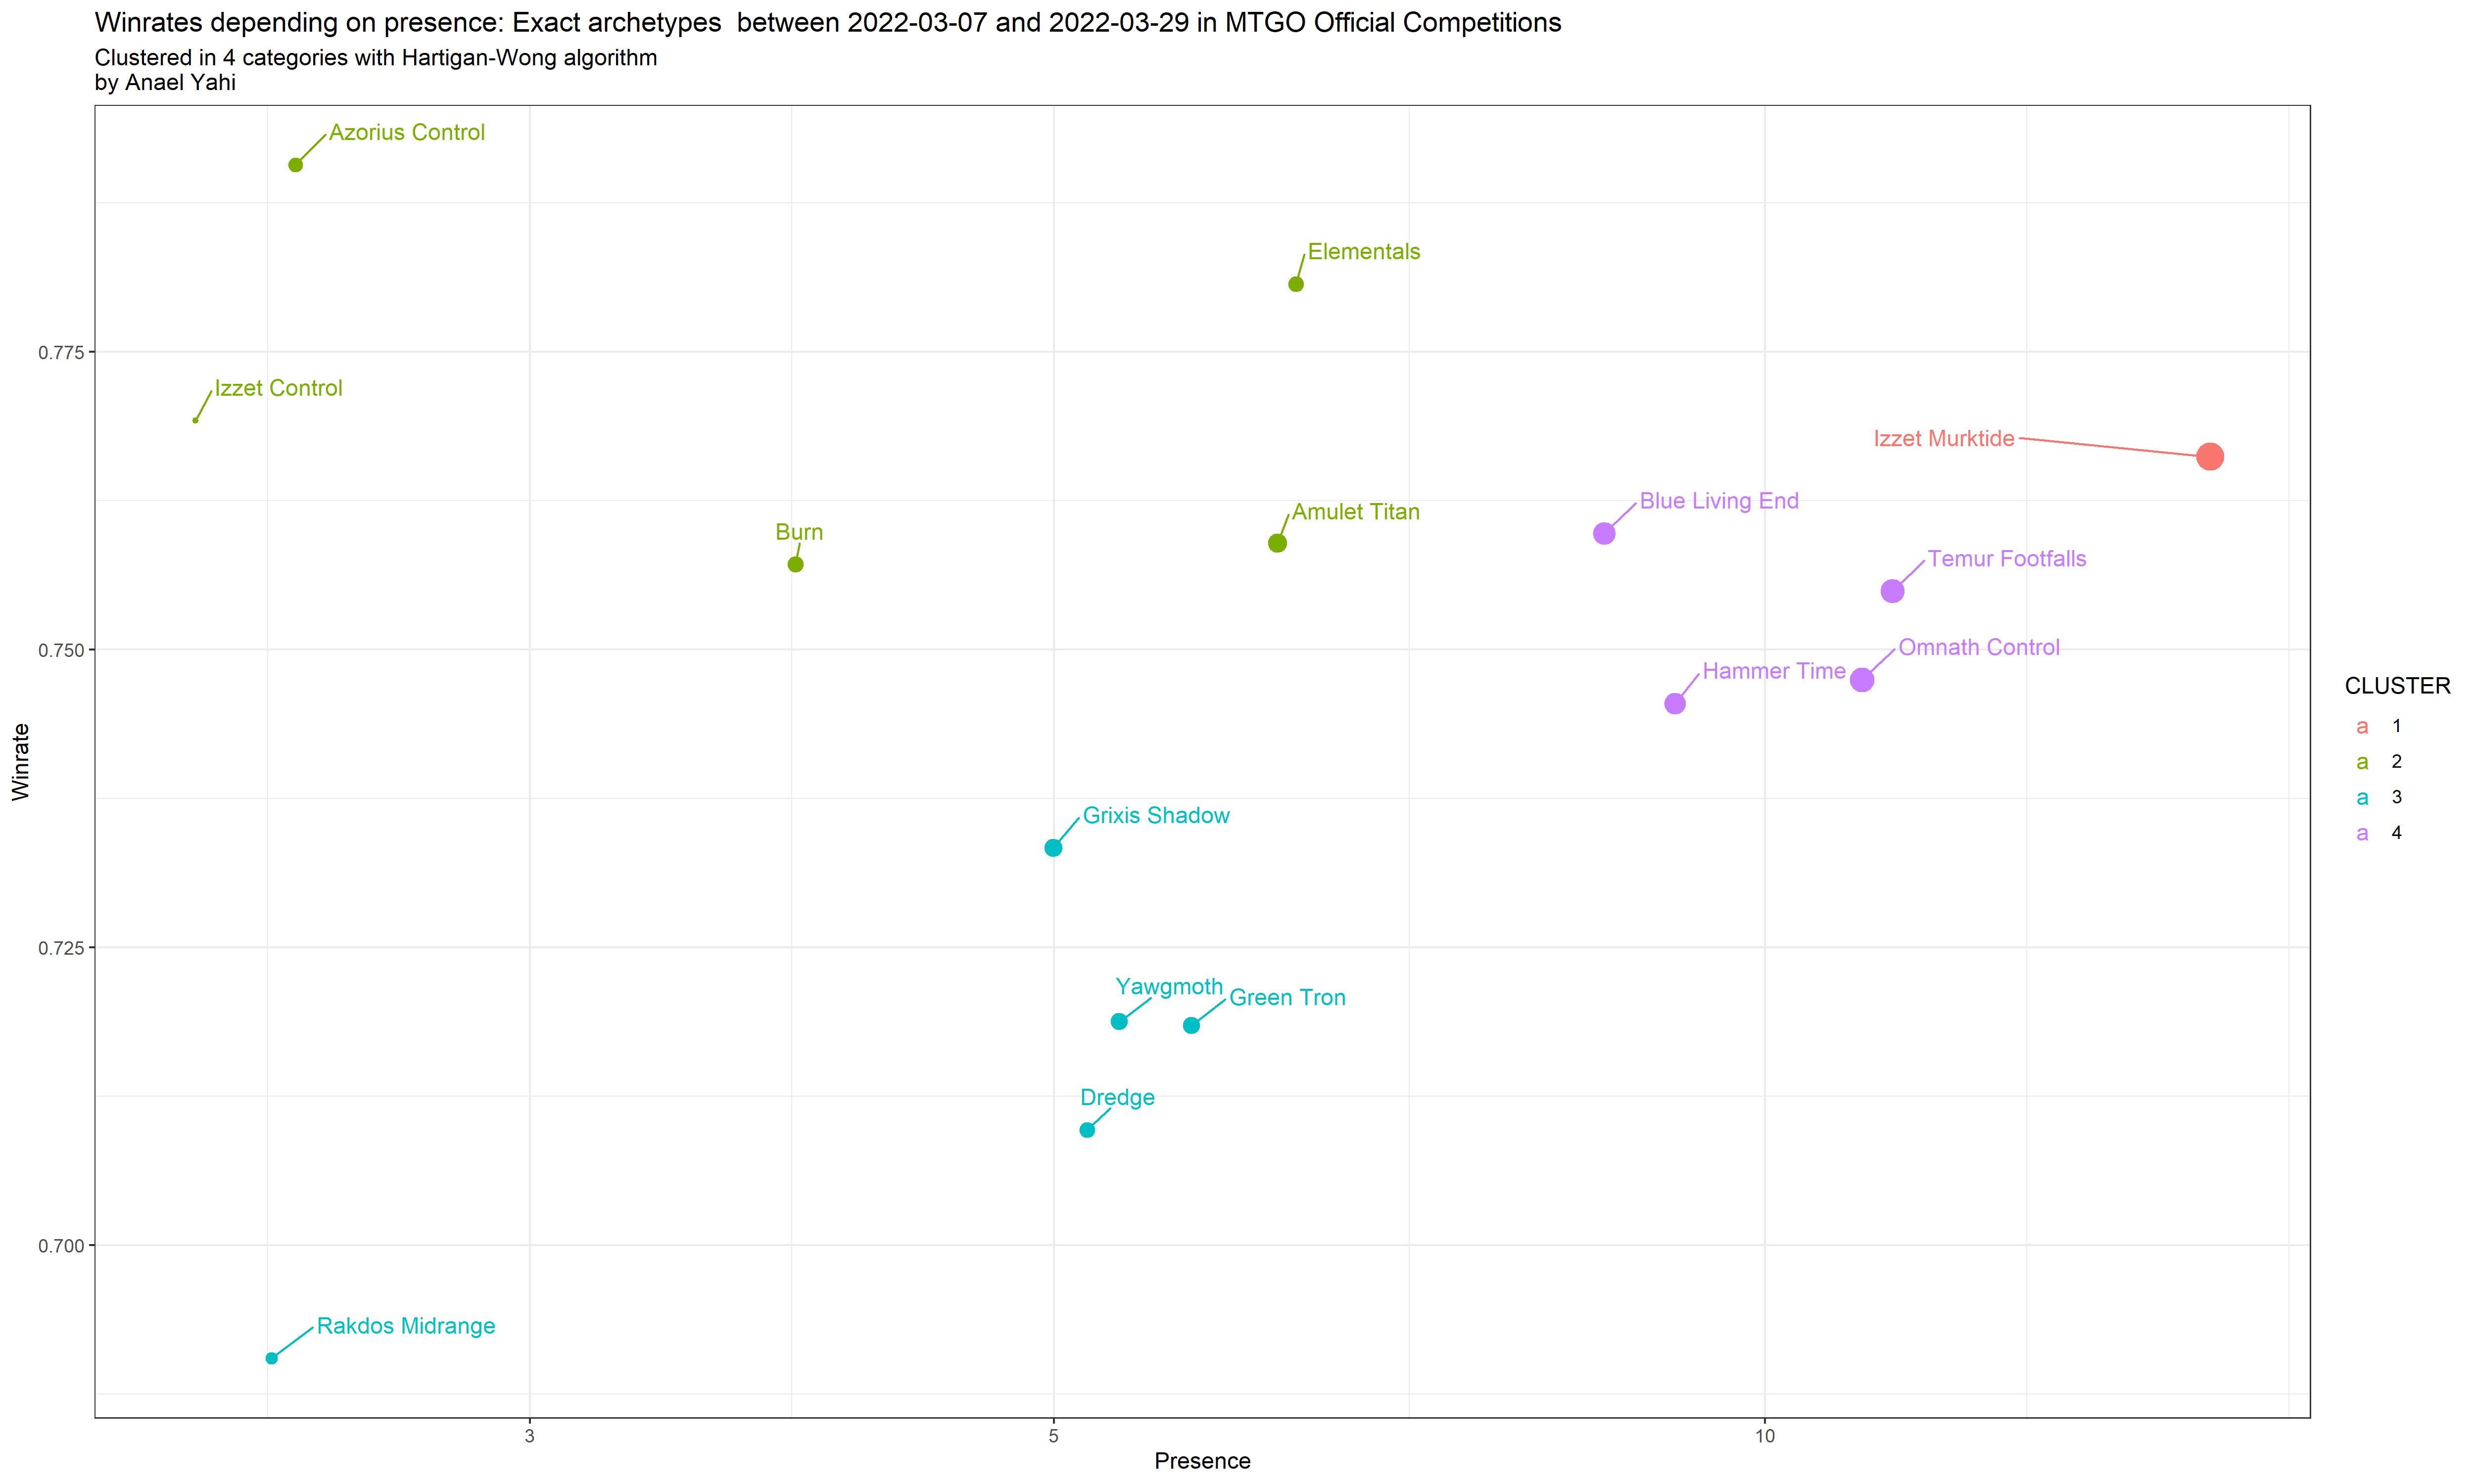 Winrates depending on presence: Exact archetypes  between 2022-03-07 and 2022-03-29 in MTGO Official Competitions
Clustered in 4 categories with Hartigan-Wong algorithm
by Anael Yahi
Azorius Control
Elementals
0.775
Izzet Control
Izzet Murktide
Blue Living End
Amulet Titan
Burn
Temur Footfalls
0.750
Omnath Control
Hammer Time
CLUSTER
a 1
a 2
a 3
a 4
Winrate
Grixis Shadow
0.725
Yawgmoth
Green Tron
Dredge
0.700
Rakdos Midrange
3
5
10
Presence